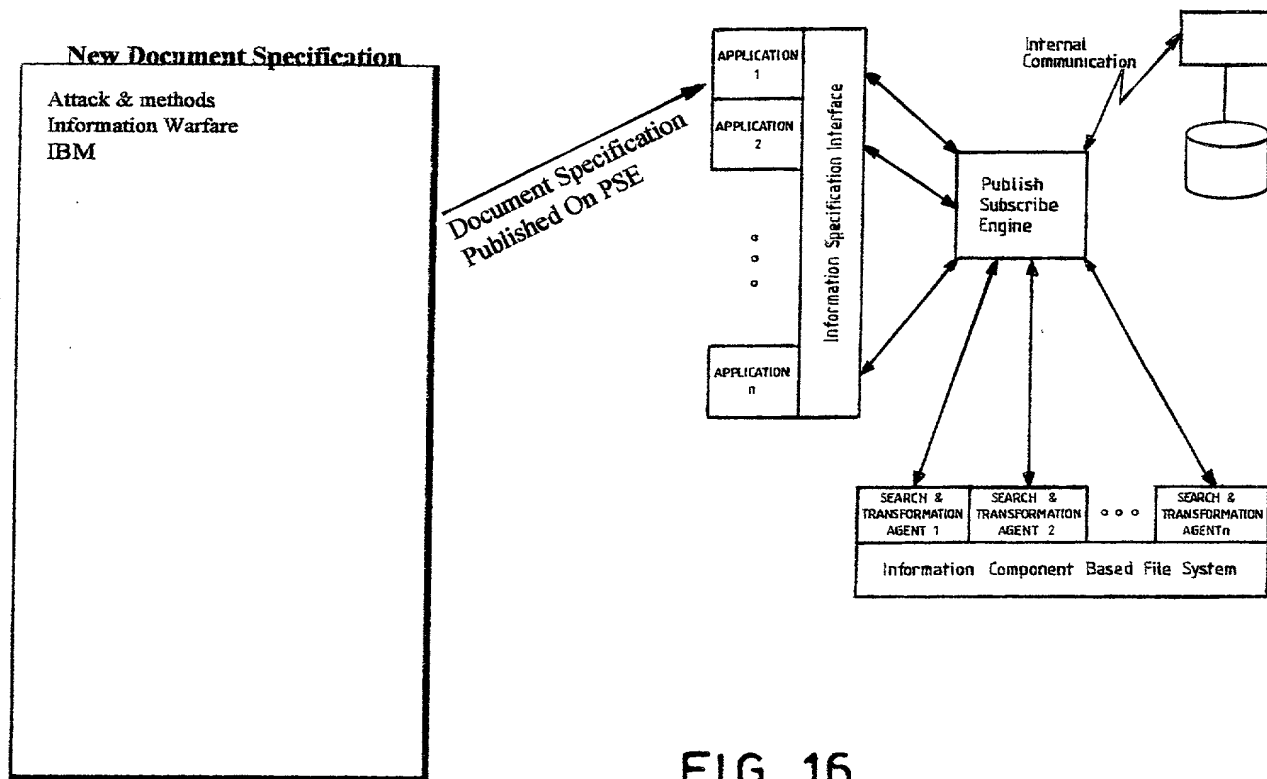 New Document Specification
Attack & methods
Information Warfare
IBM
Document Specification
Published On PSE
APPLICATION
1
APPLICATION
2
APPLICATION
n
Information Specification Interface
Internal
Communication
Publish
Subscribe
Engine
SEARCH &
TRANSFORMATION
AGENT 1
SEARCH &
TRANSFORMATION
AGENT 2
SEARCH &
TRANSFORMATION
AGENTn
Information Component Based File System
FIG. 16